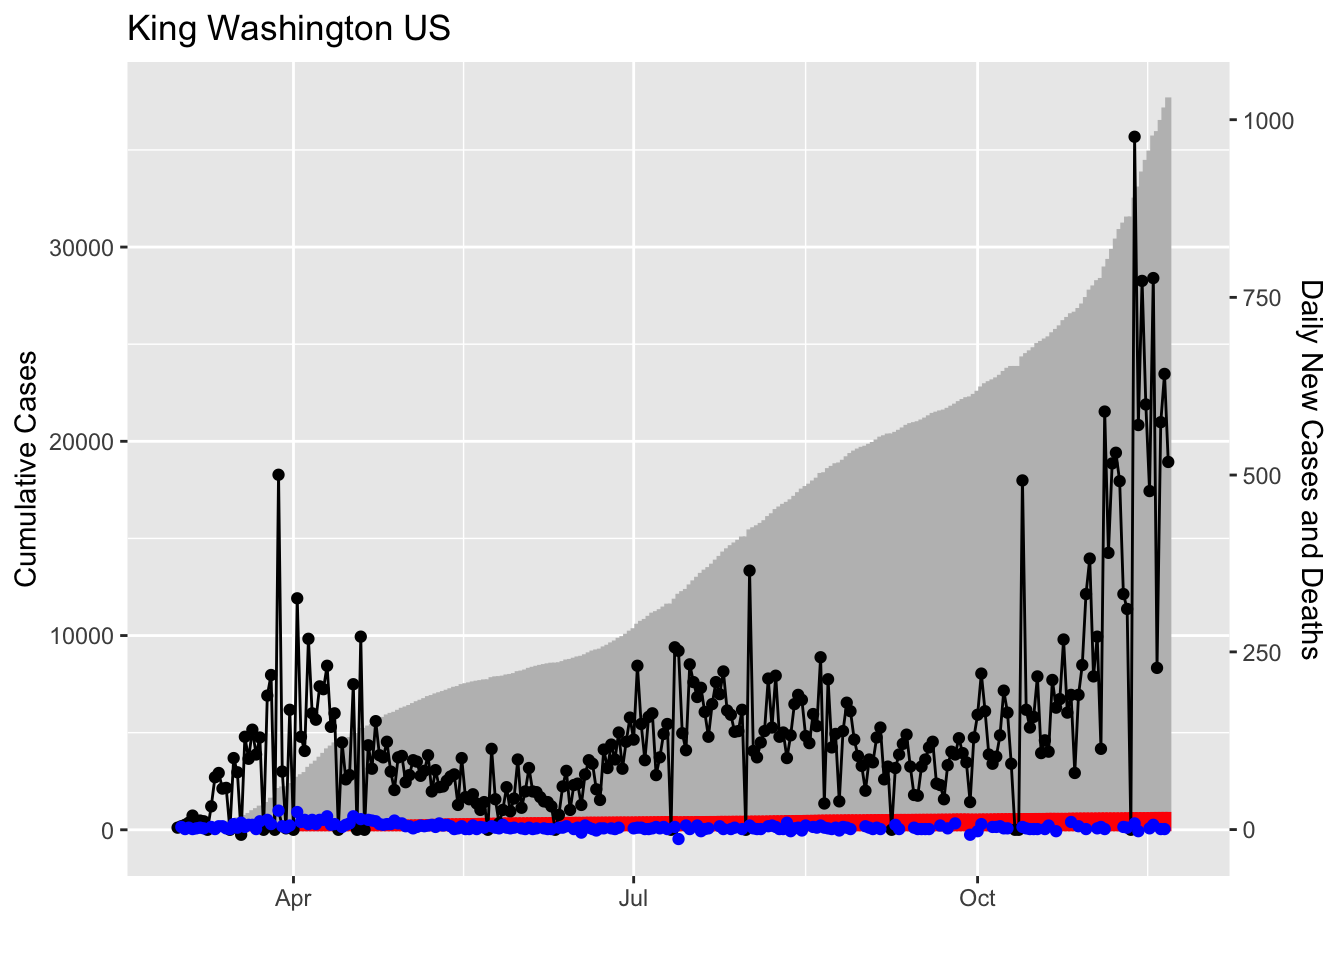 King Washington US
Cumulative Cases
30000
20000
10000
0
1000
750
500
250
0
Daily New Cases and Deaths
Apr
Jul
Oct